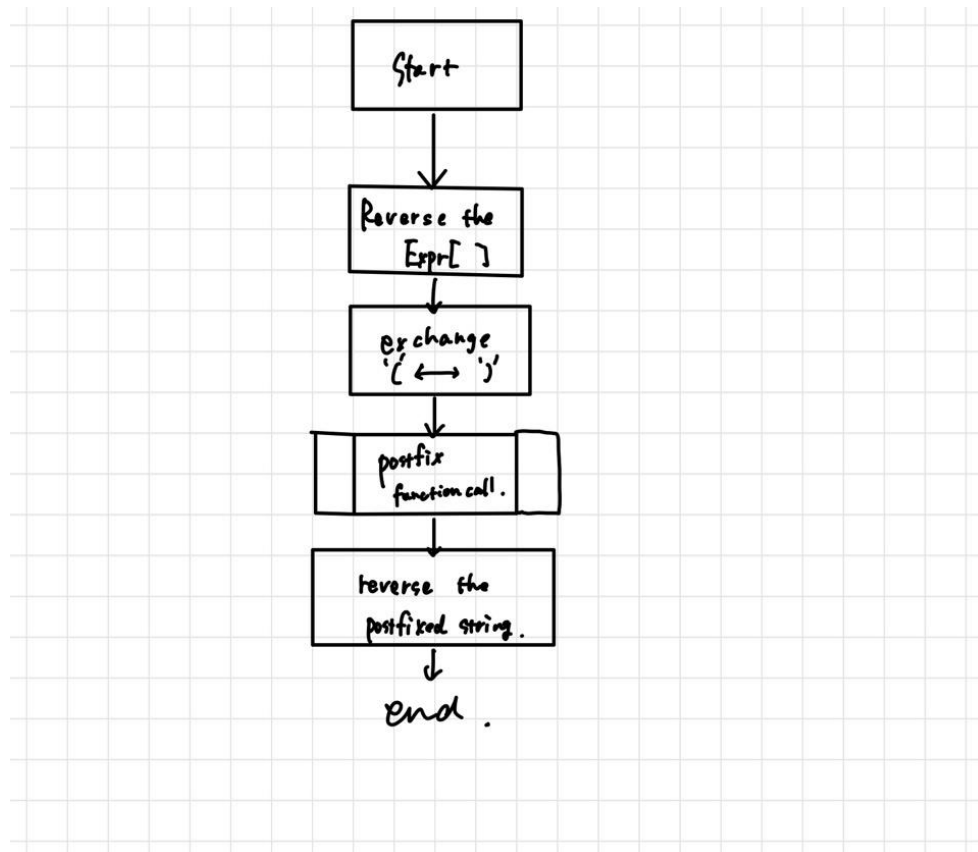 Start
Reverse the
Expr[ ]
exchange
'(' ⟷ ')'
postfix
function call.
reverse the
postfixed string.
end.